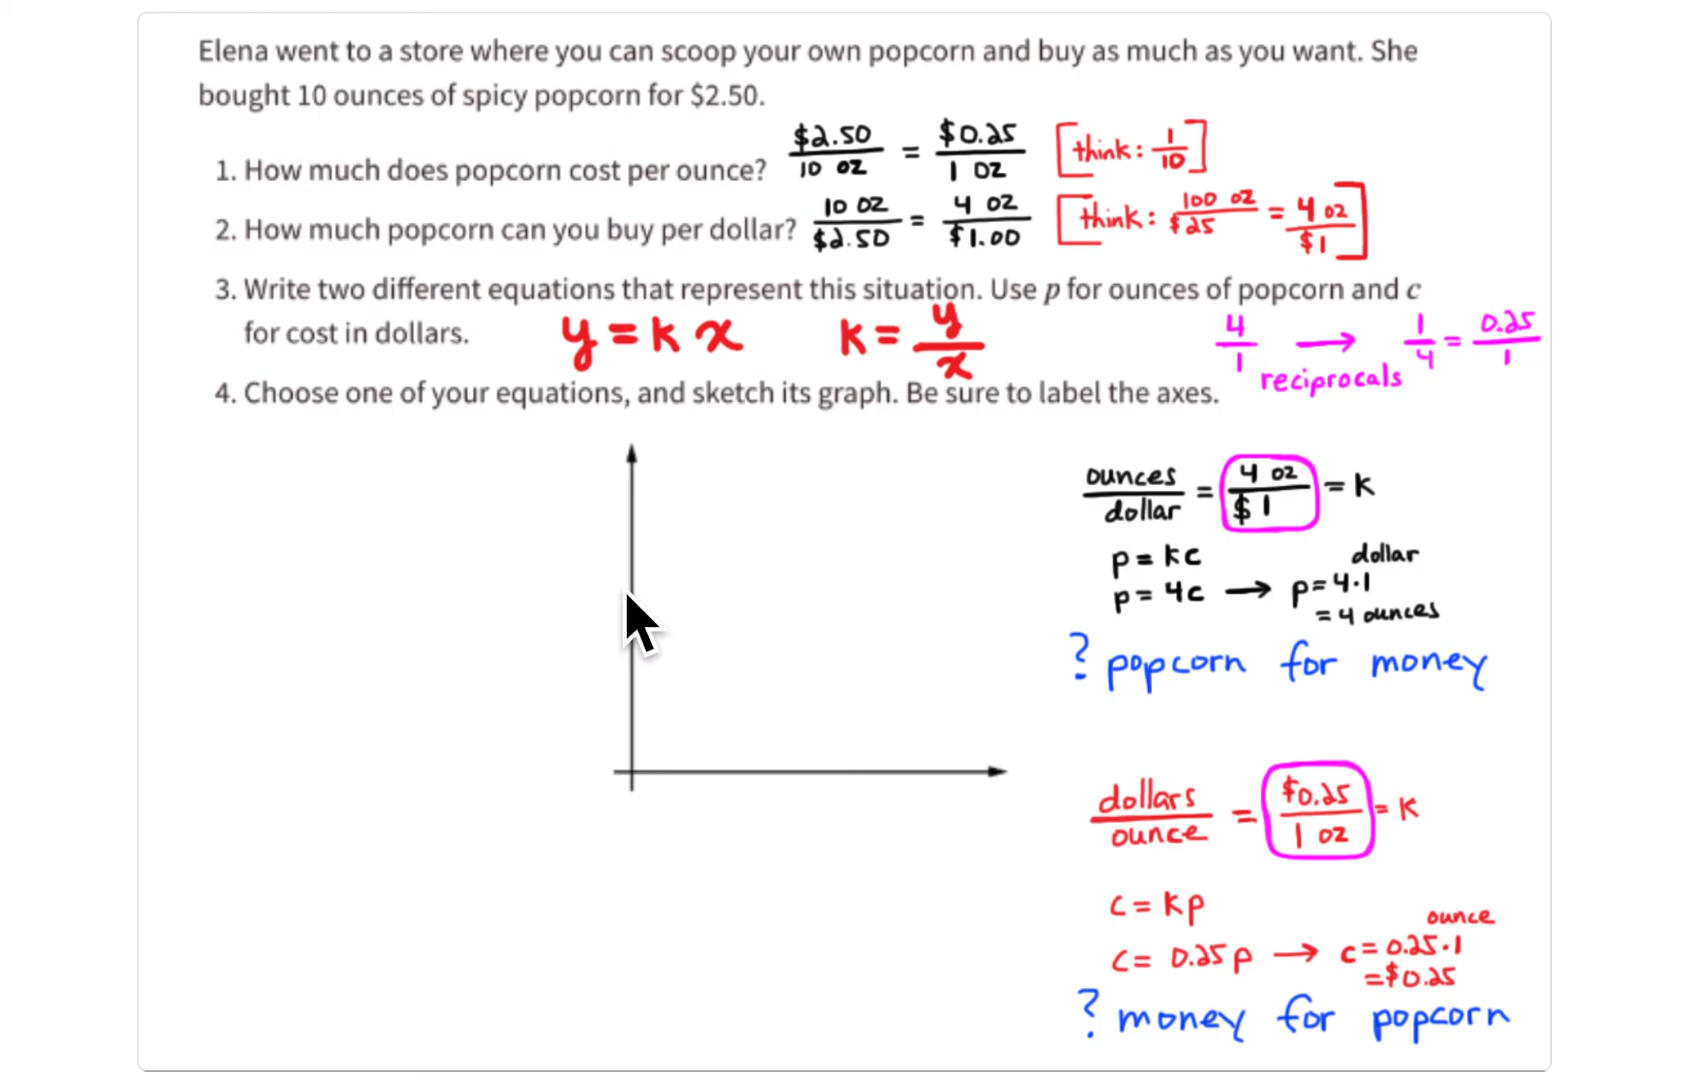 Elena went to a store where you can scoop your own popcorn and buy as much as you want. She
bought 10 ounces of spicy popcorn for $2.50.
1. How much does popcorn cost per ounce? $2.50/10 oz = $0.25/1 oz [think: 1/10]
2. How much popcorn can you buy per dollar? 10 oz/$2.50 = 4 oz/$1.00 [think: 100 oz/$25 = 4 oz/$1]
3. Write two different equations that represent this situation. Use p for ounces of popcorn and c
for cost in dollars. y = kx k = y/x
4/1 → 1/4 = 0.25/1
reciprocals
4. Choose one of your equations, and sketch its graph. Be sure to label the axes.
ounces/dollar = 4 oz/$1 = k
p = kc
dollar
p = 4c → p = 4·1
= 4 ounces
? popcorn for money
dollars/ounce = $0.25/1 oz = k
c = kp
ounce
c = 0.25p → c = 0.25·1
= $0.25
? money for popcorn